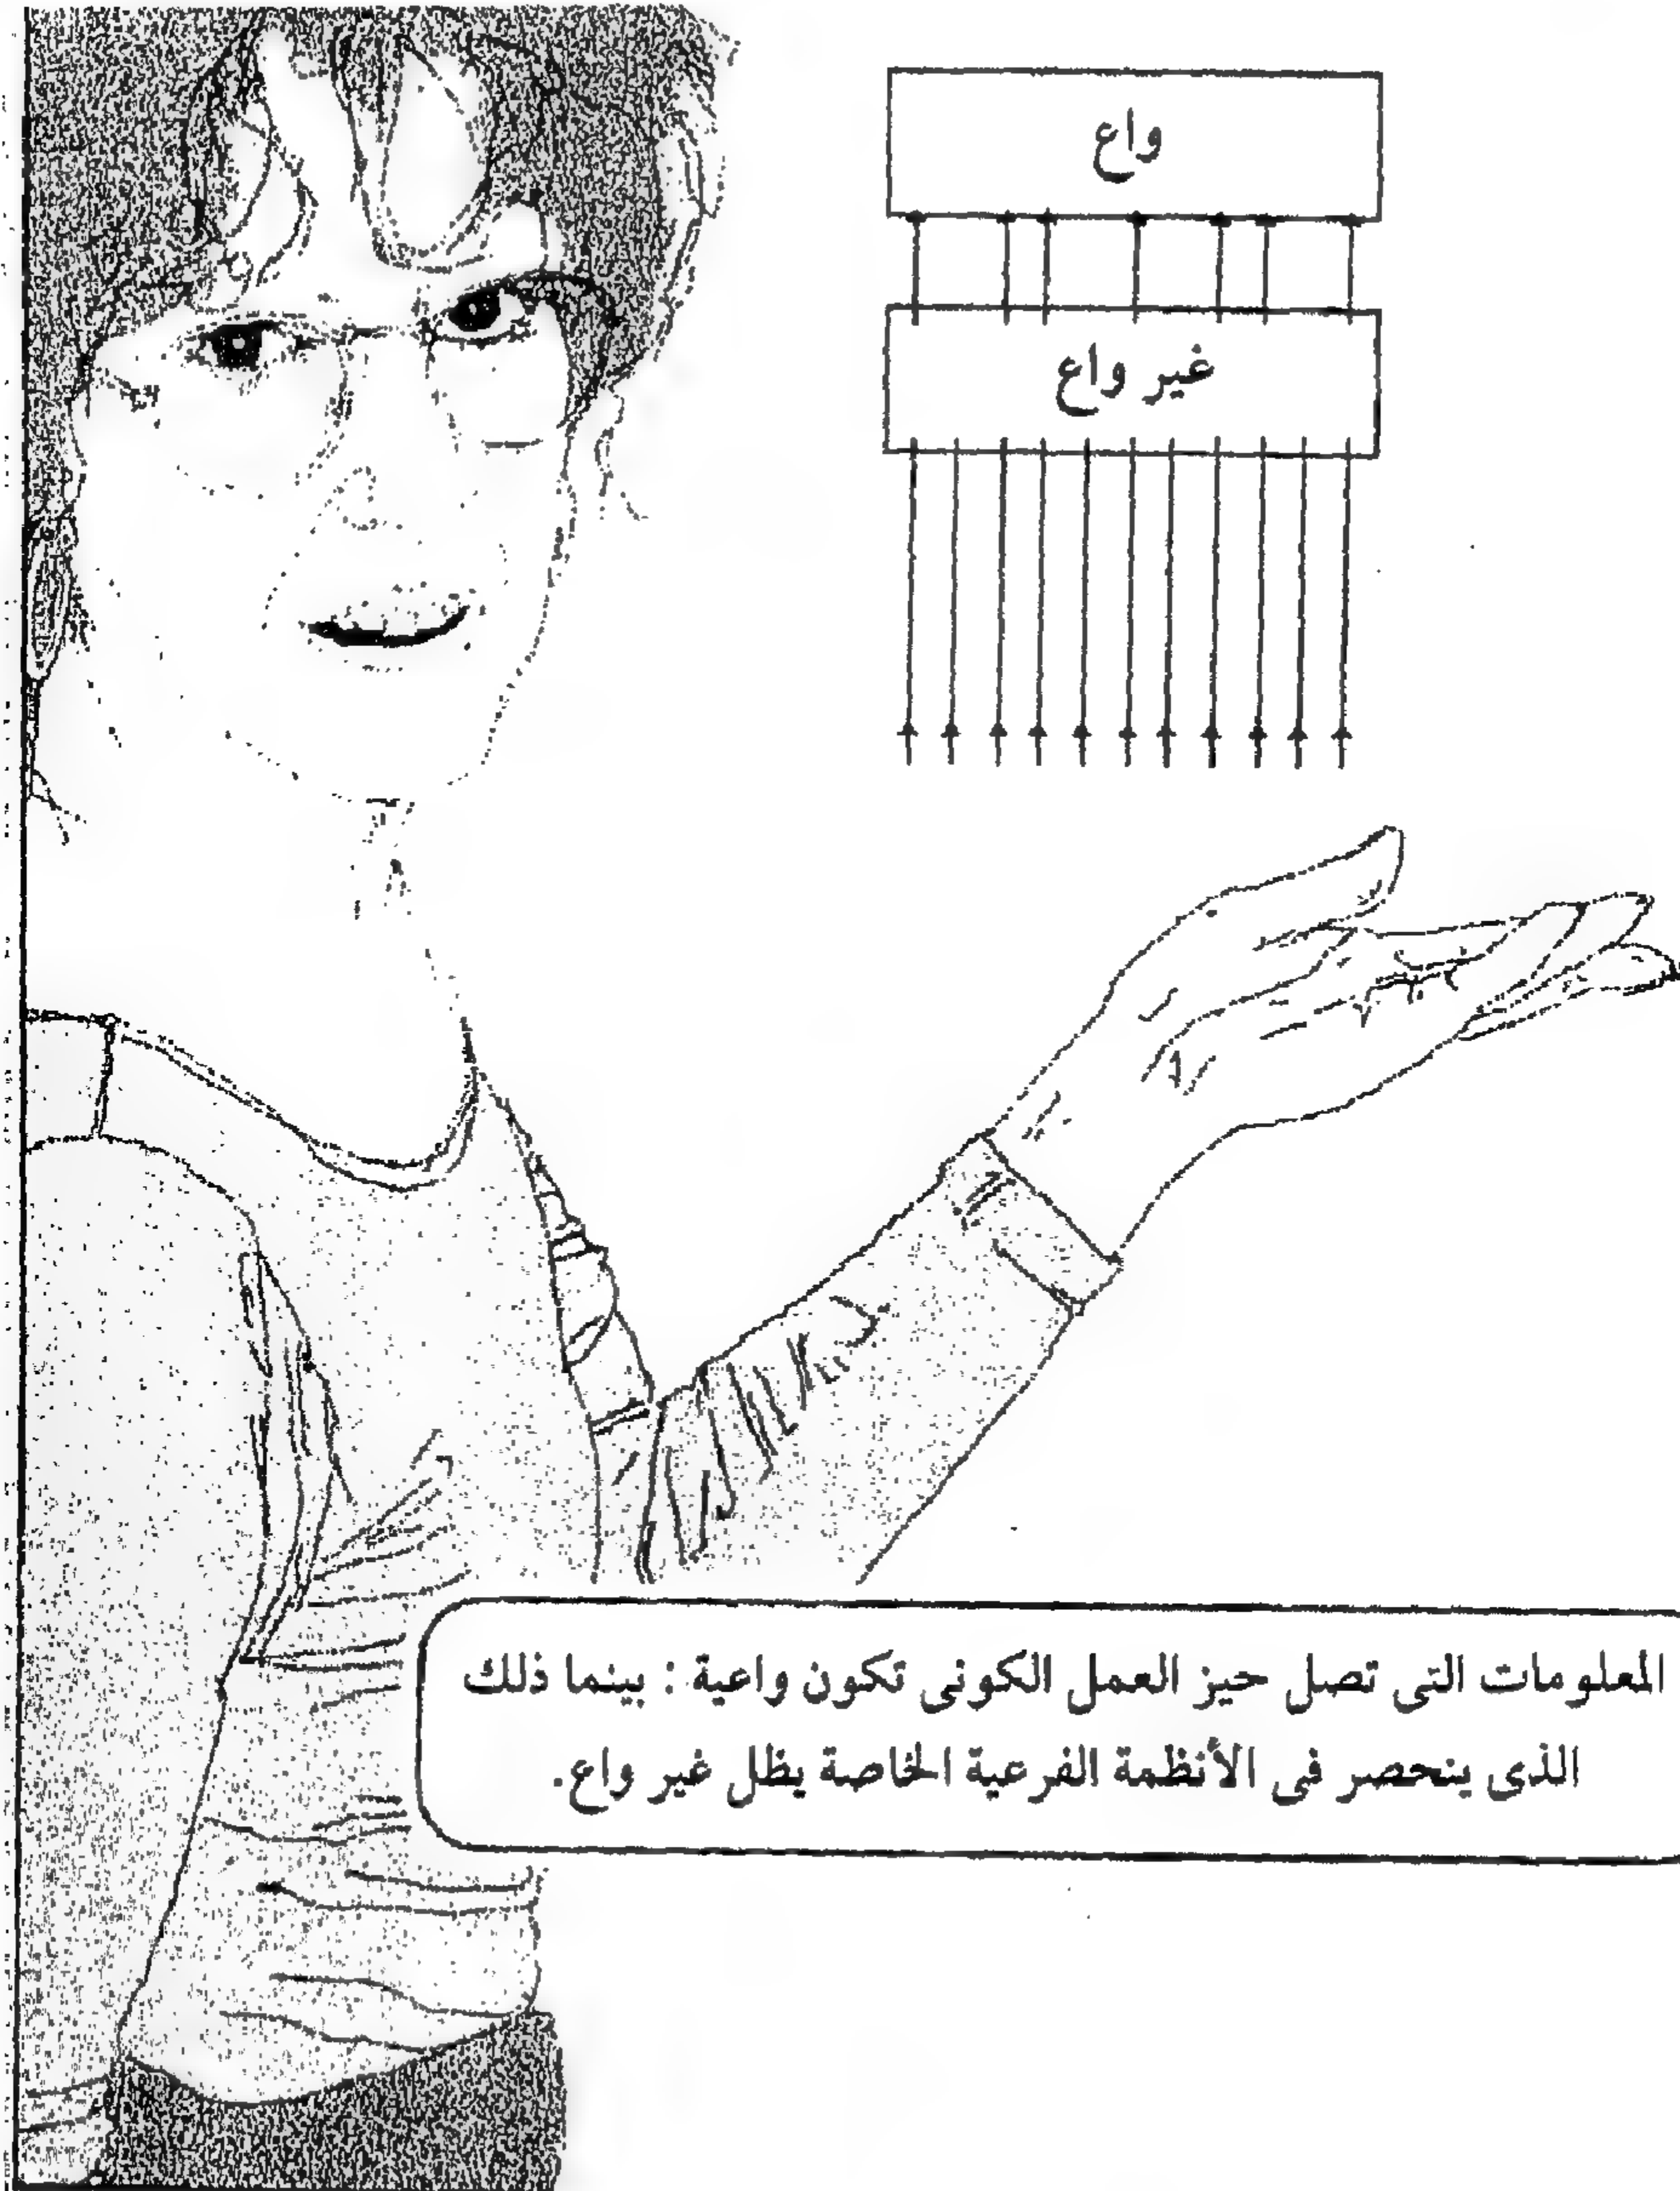 واع
غير واع
المعلومات التى تصل حيز العمل الكونى تكون واعية : بينما ذلك
الذى ينحصر فى الأنظمة الفرعية الخاصة يظل غير واع.